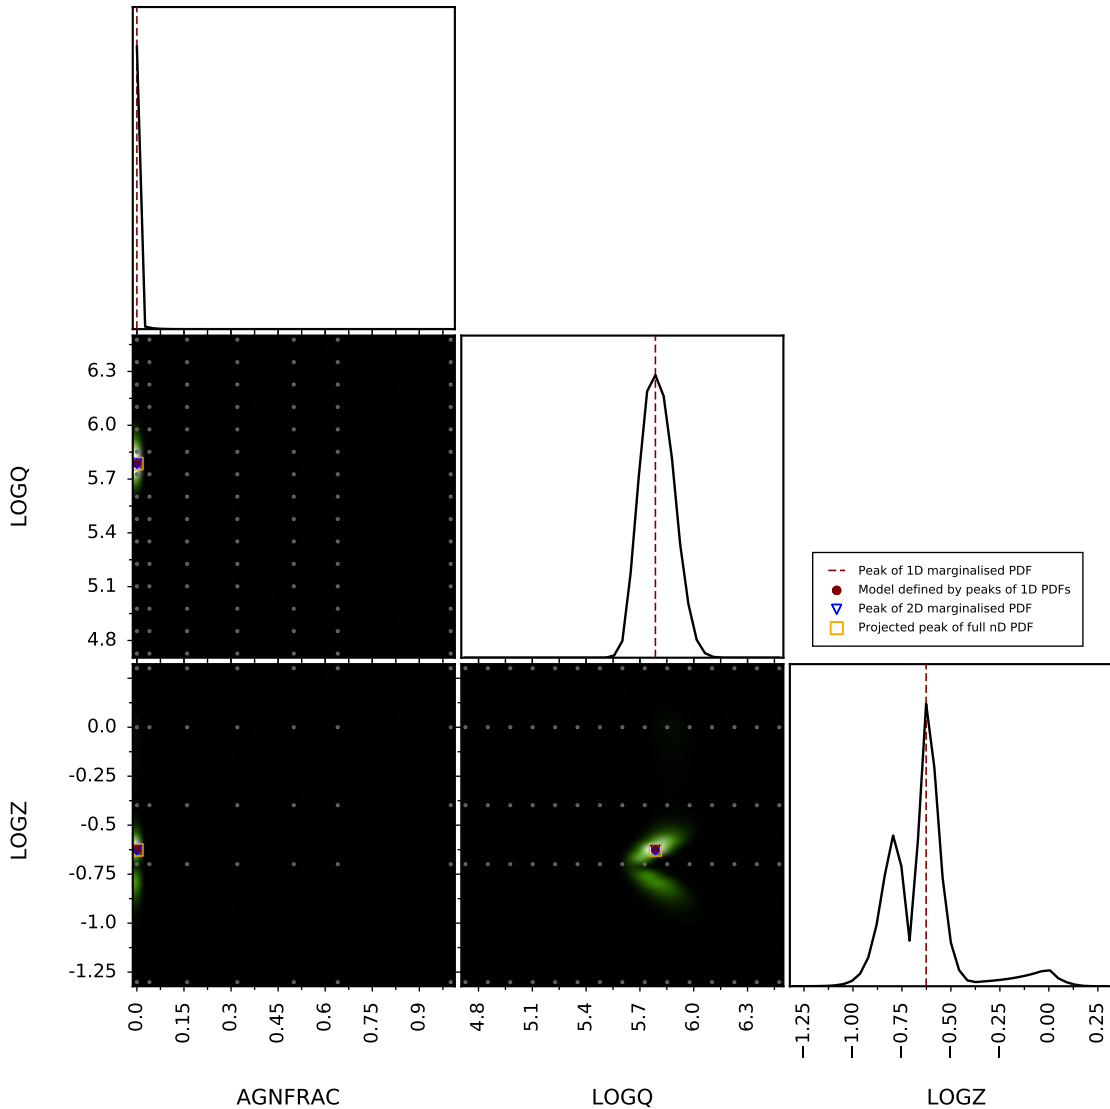 6.3
6.0
5.7
5.4
5.1
4.8
LOGQ
Peak of 1D marginalised PDF
Model defined by peaks of 1D PDFs
Peak of 2D marginalised PDF
Projected peak of full nD PDF
0.0
-0.25
-0.5
-0.75
-1.0
-1.25
LOGZ
0.0 0.15 0.3 0.45 0.6 0.75 0.9
4.8 5.1 5.4 5.7 6.0 6.3
−1.25 −1.00 −0.75 −0.50 −0.25 0.00 0.25
AGNFRAC
LOGQ
LOGZ